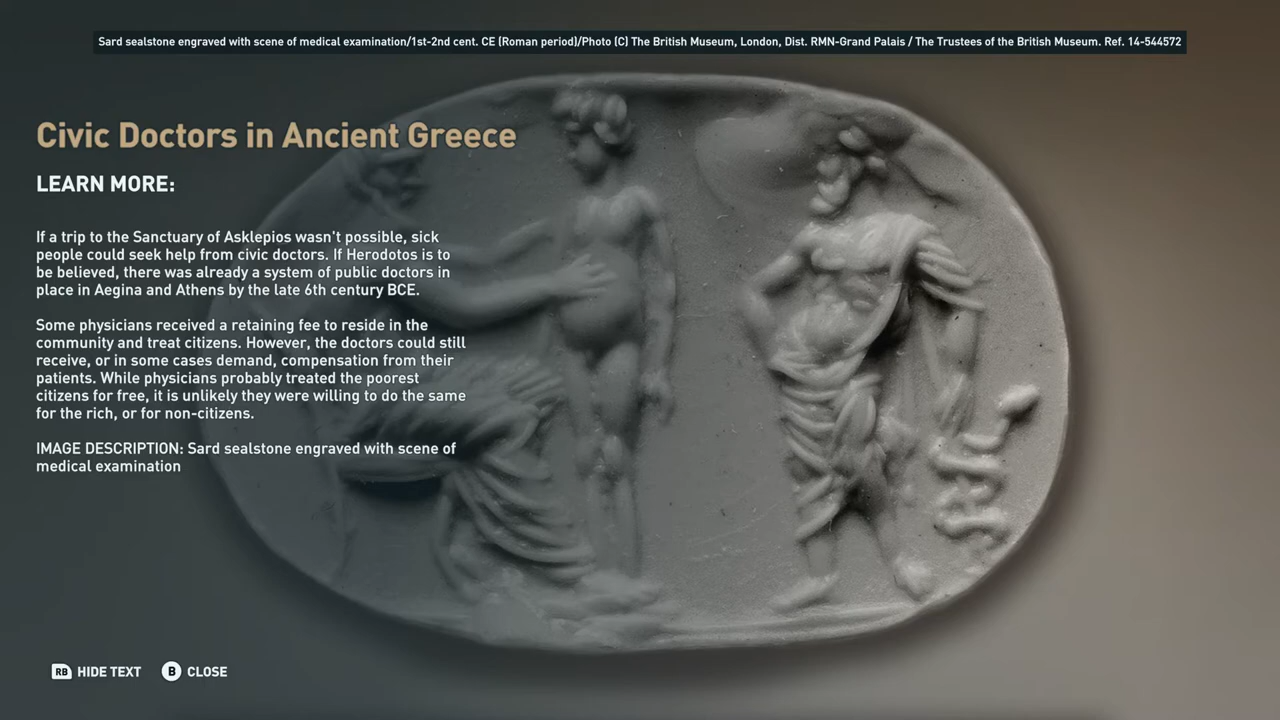 Sard sealstone engraved with scene of medical examination/1st-2nd cent. CE (Roman period)/Photo (C) The British Museum, London, Dist. RMN-Grand Palais / The Trustees of the British Museum. Ref. 14-544572
Civic Doctors in Ancient Greece
LEARN MORE:
If a trip to the Sanctuary of Asklepios wasn't possible, sick
people could seek help from civic doctors. If Herodotos is to
be believed, there was already a system of public doctors in
place in Aegina and Athens by the late 6th century BCE.
Some physicians received a retaining fee to reside in the
community and treat citizens. However, the doctors could still
receive, or in some cases demand, compensation from their
patients. While physicians probably treated the poorest
citizens for free, it is unlikely they were willing to do the same
for the rich, or for non-citizens.
IMAGE DESCRIPTION: Sard sealstone engraved with scene of
medical examination
RB HIDE TEXT B CLOSE